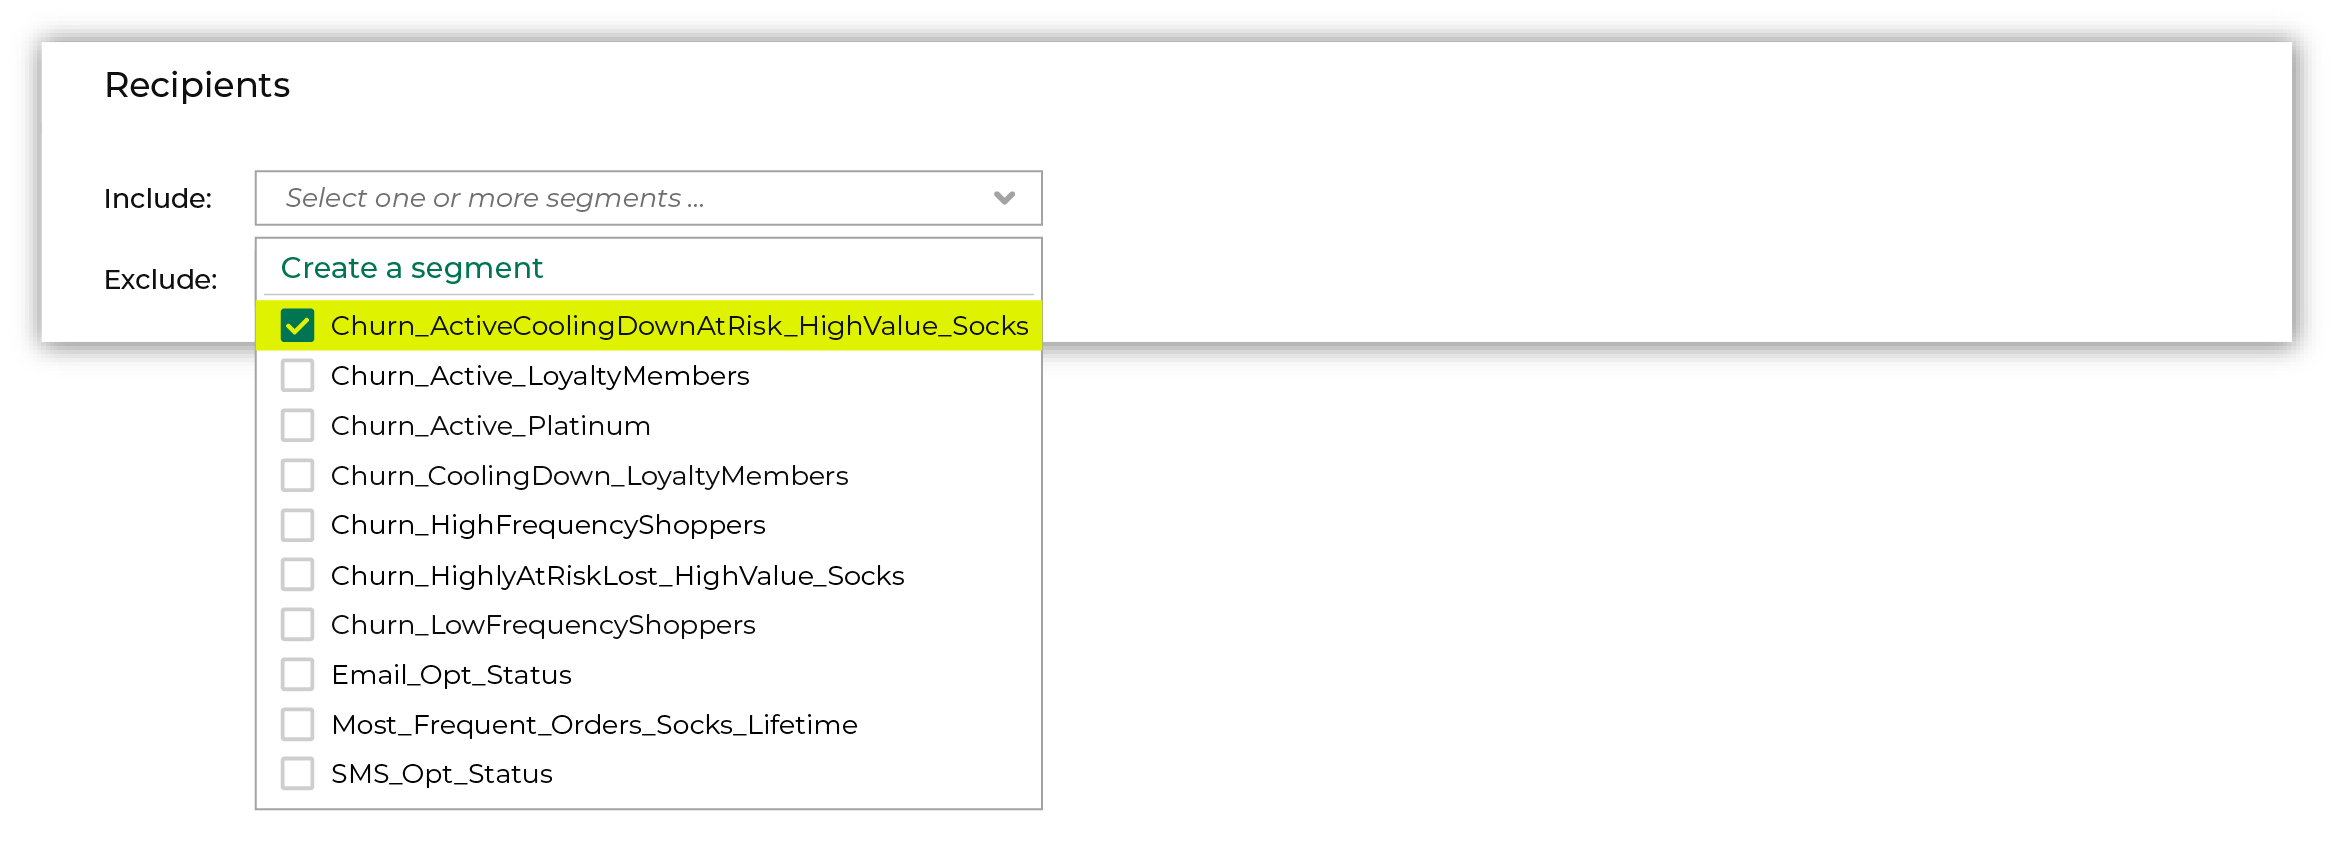 Recipients
Include:
Select one or more segments ...
Exclude:
Create a segment
Churn_ActiveCoolingDownAtRisk_HighValue_Socks
Churn_Active_LoyaltyMembers
Churn_Active_Platinum
Churn_CoolingDown_LoyaltyMembers
Churn_HighFrequencyShoppers
Churn_HighlyAtRiskLost_HighValue_Socks
Churn_LowFrequencyShoppers
Email_Opt_Status
Most_Frequent_Orders_Socks_Lifetime
SMS_Opt_Status